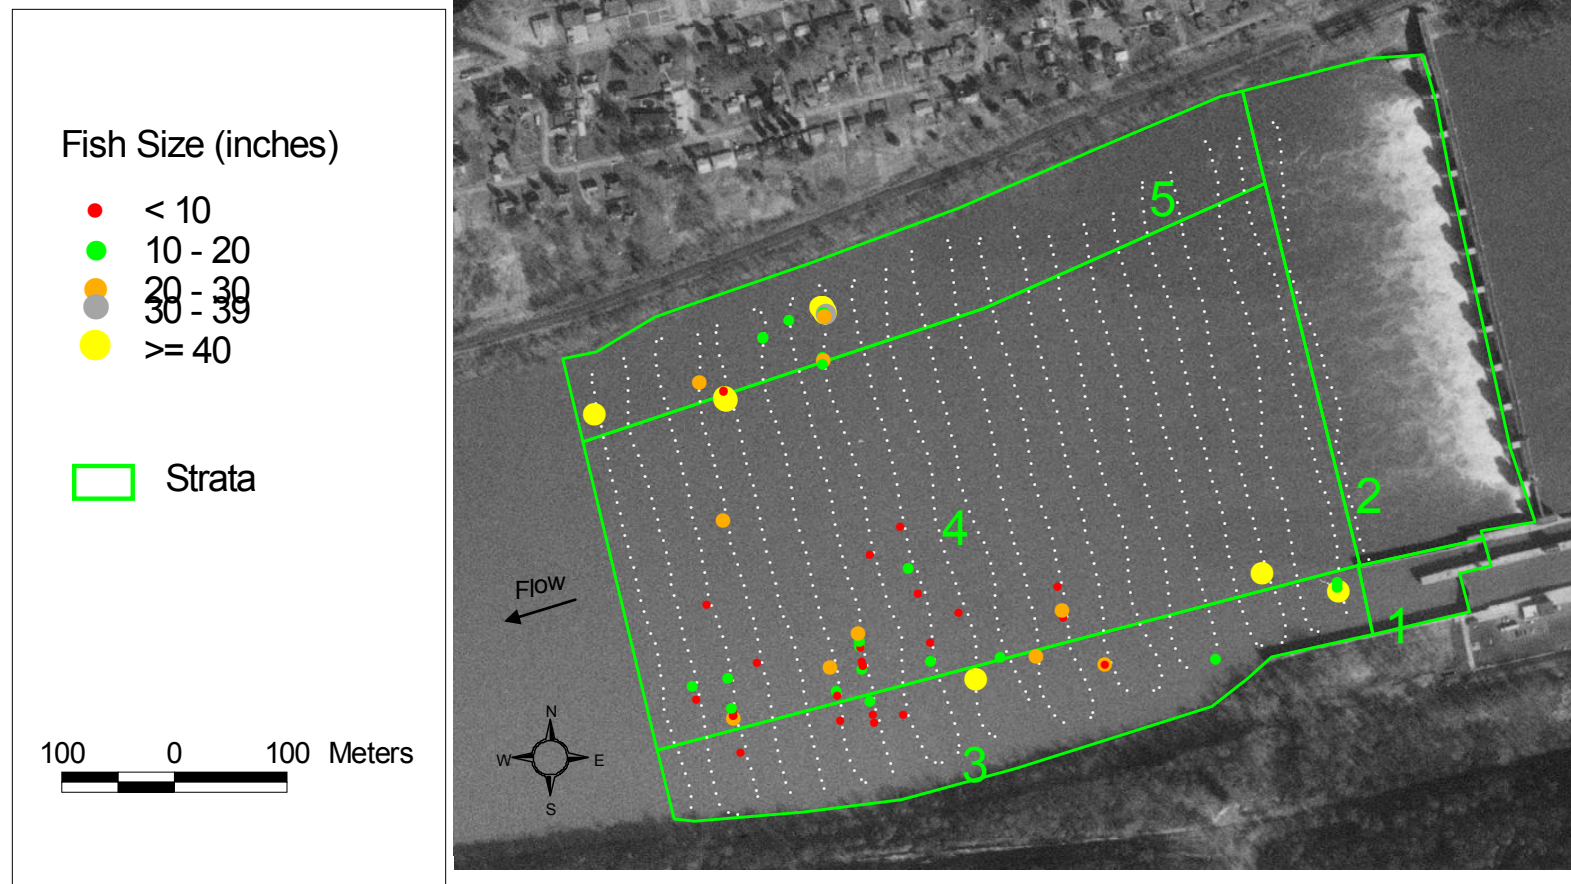 Fish Size (inches)
< 10
10 - 20
20 - 30
30 - 39
>= 40
Strata
100 0 100 Meters
5
4
2
1
3
Flow
N
W E
S